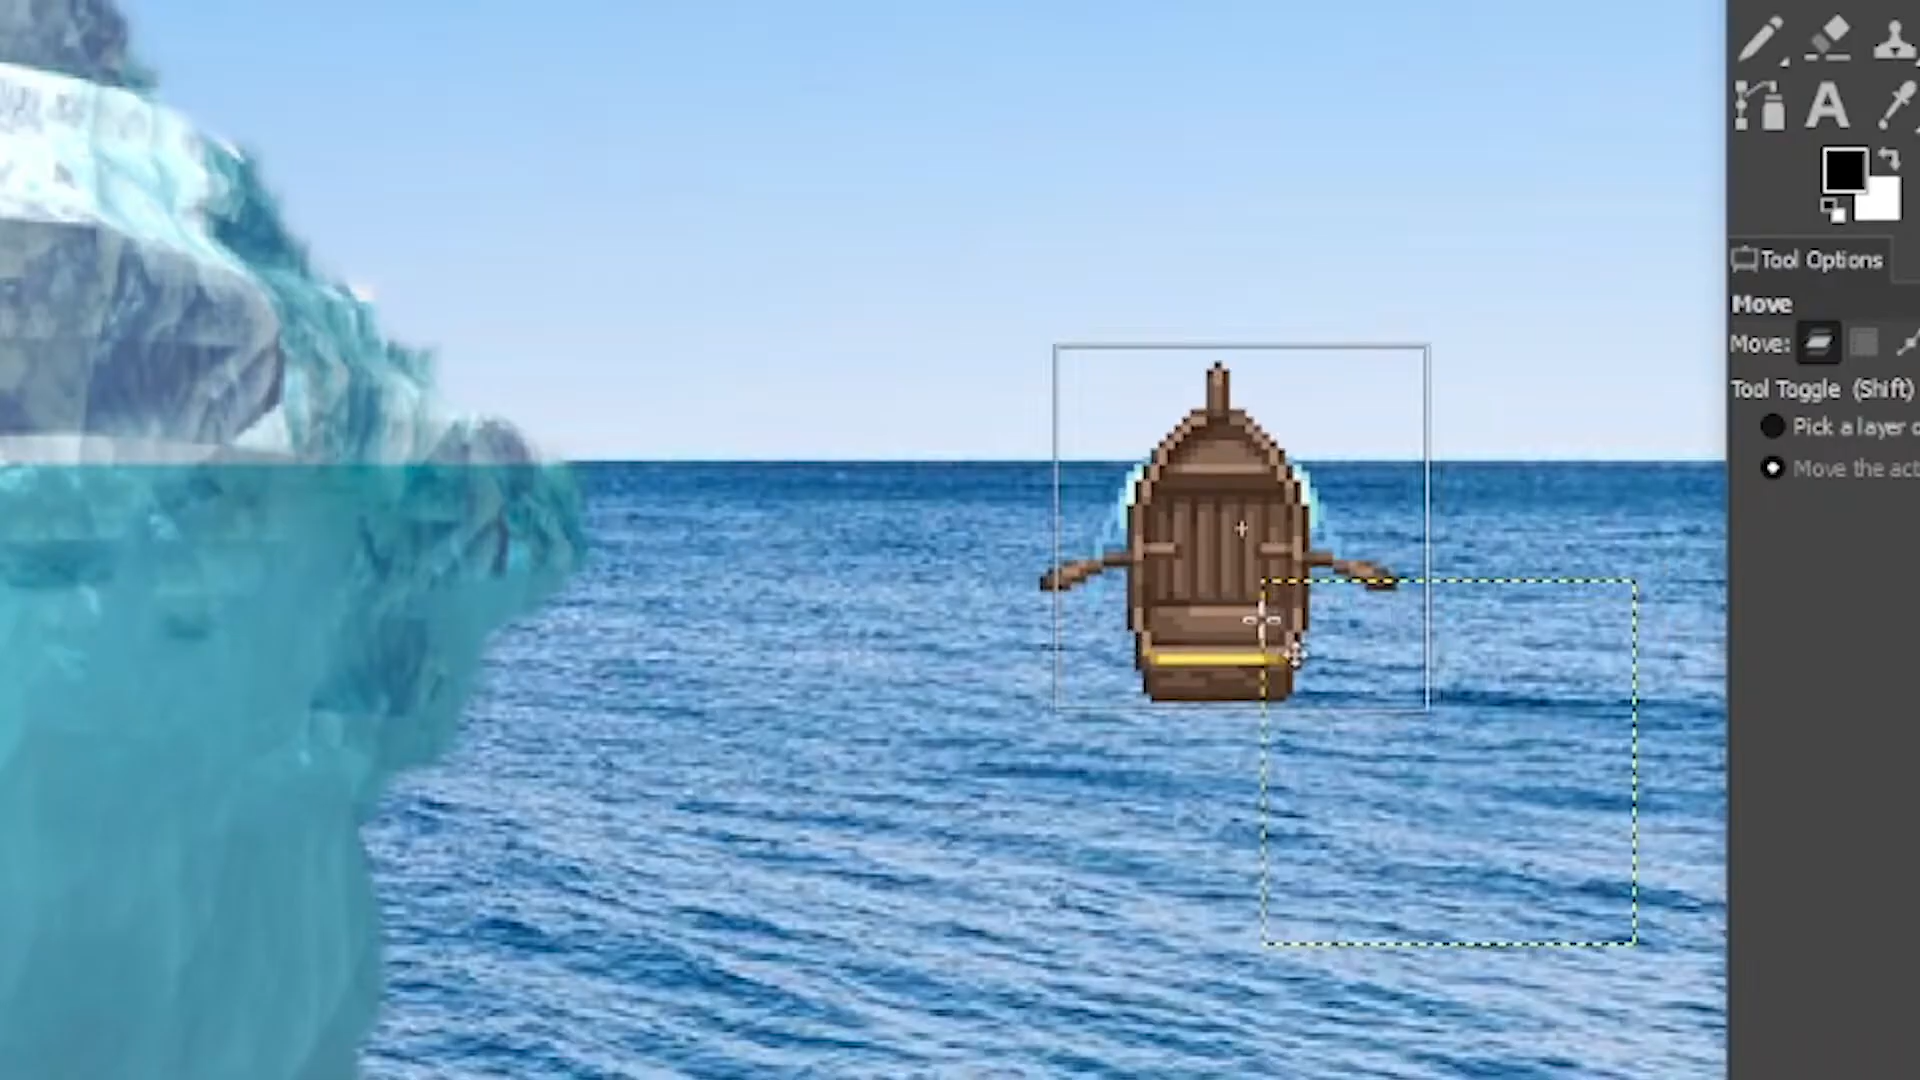 A
Tool Options
Move
Move:
Tool Toggle (Shift)
Pick a layer o
Move the act